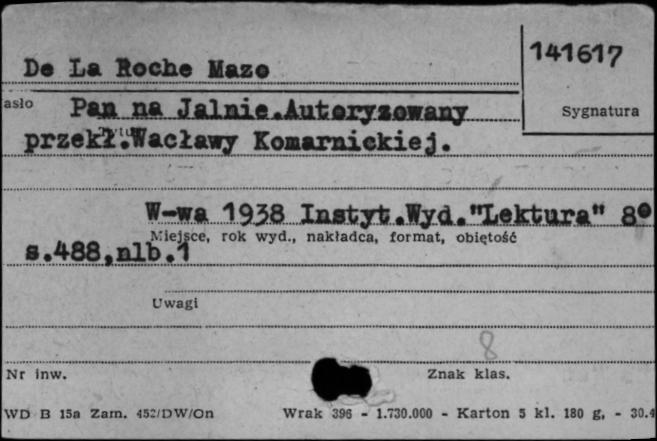 141617
De La Roche Mazo
asło Pan na Jalnie.Autoryzowany
Sygnatura
przekł.Wacławy Komarnickiej.
W-wa 1938 Instyt.Wyd."Lektura" 8°
Miejsce, rok wyd., nakładca, format, objętość
s.488,nlb.1
Uwagi
8
Nr inw.
Znak klas.
WD B 15a Zam. 452/DW/On Wrak 396 - 1.730.000 - Karton 5 kl. 180 g, - 30.4